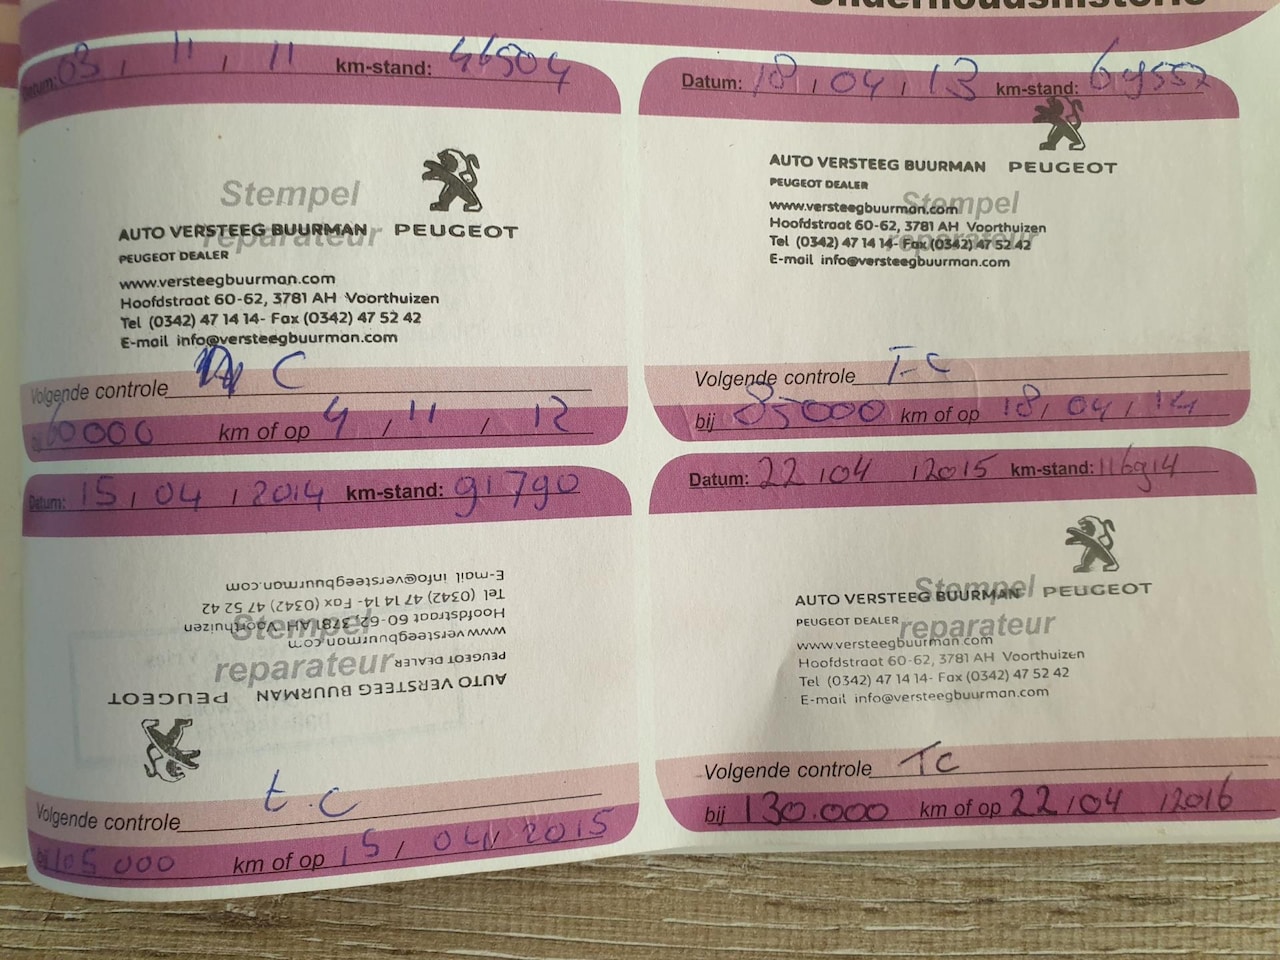 Onderhoudshistorie
Datum: 03 , 11 , 11 km-stand: 46504
Stempel
reparateur
AUTO VERSTEEG BUURMAN PEUGEOT
PEUGEOT DEALER
www.versteegbuurman.com
Hoofdstraat 60-62, 3781 AH Voorthuizen
Tel (0342) 47 14 14- Fax (0342) 47 52 42
E-mail info@versteegbuurman.com
Volgende controle C
bij 60000 km of op 4 / 11 / 12
Datum: 18 , 04 , 13 km-stand: 69557
AUTO VERSTEEG BUURMAN PEUGEOT
PEUGEOT DEALER
Stempel
reparateur
www.versteegbuurman.com
Hoofdstraat 60-62, 3781 AH Voorthuizen
Tel (0342) 47 14 14- Fax (0342) 47 52 42
E-mail info@versteegbuurman.com
Volgende controle T-C
bij 85000 km of op 18 / 04 / 14
Datum: 15 , 04 , 2014 km-stand: 91790
Stempel
reparateur
AUTO VERSTEEG BUURMAN PEUGEOT
PEUGEOT DEALER
www.versteegbuurman.com
Hoofdstraat 60-62, 3781 AH Voorthuizen
Tel (0342) 47 14 14- Fax (0342) 47 52 42
E-mail info@versteegbuurman.com
Volgende controle t.c
bij 105 000 km of op 15 / 04 / 2015
Datum: 22 / 04 / 2015 km-stand: 116914
Stempel
reparateur
AUTO VERSTEEG BUURMAN PEUGEOT
PEUGEOT DEALER
www.versteegbuurman.com
Hoofdstraat 60-62, 3781 AH Voorthuizen
Tel (0342) 47 14 14- Fax (0342) 47 52 42
E-mail info@versteegbuurman.com
Volgende controle TC
bij 130.000 km of op 22 / 04 / 2016